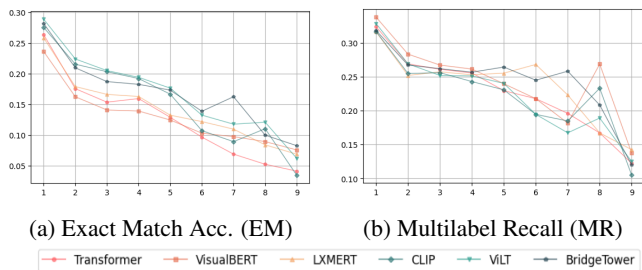 0.30
0.25
0.20
0.15
0.10
0.05
1 2 3 4 5 6 7 8 9
0.30
0.25
0.20
0.15
0.10
1 2 3 4 5 6 7 8 9
(a) Exact Match Acc. (EM)
(b) Multilabel Recall (MR)
Transformer VisualBERT LXMERT CLIP ViLT BridgeTower